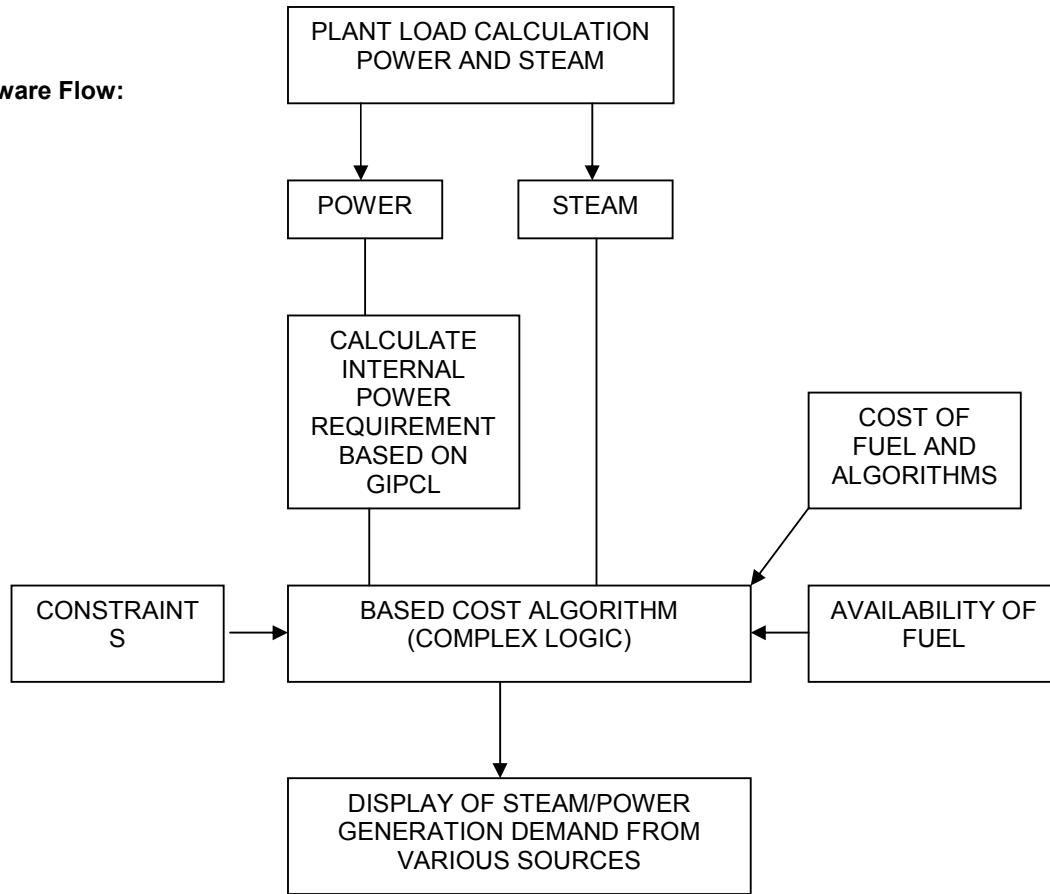 PLANT LOAD CALCULATION
POWER AND STEAM
ware Flow:
POWER
STEAM
CALCULATE
INTERNAL
POWER
REQUIREMENT
BASED ON
GIPCL
COST OF
FUEL AND
ALGORITHMS
CONSTRAINT
S
BASED COST ALGORITHM
(COMPLEX LOGIC)
AVAILABILITY OF
FUEL
DISPLAY OF STEAM/POWER
GENERATION DEMAND FROM
VARIOUS SOURCES